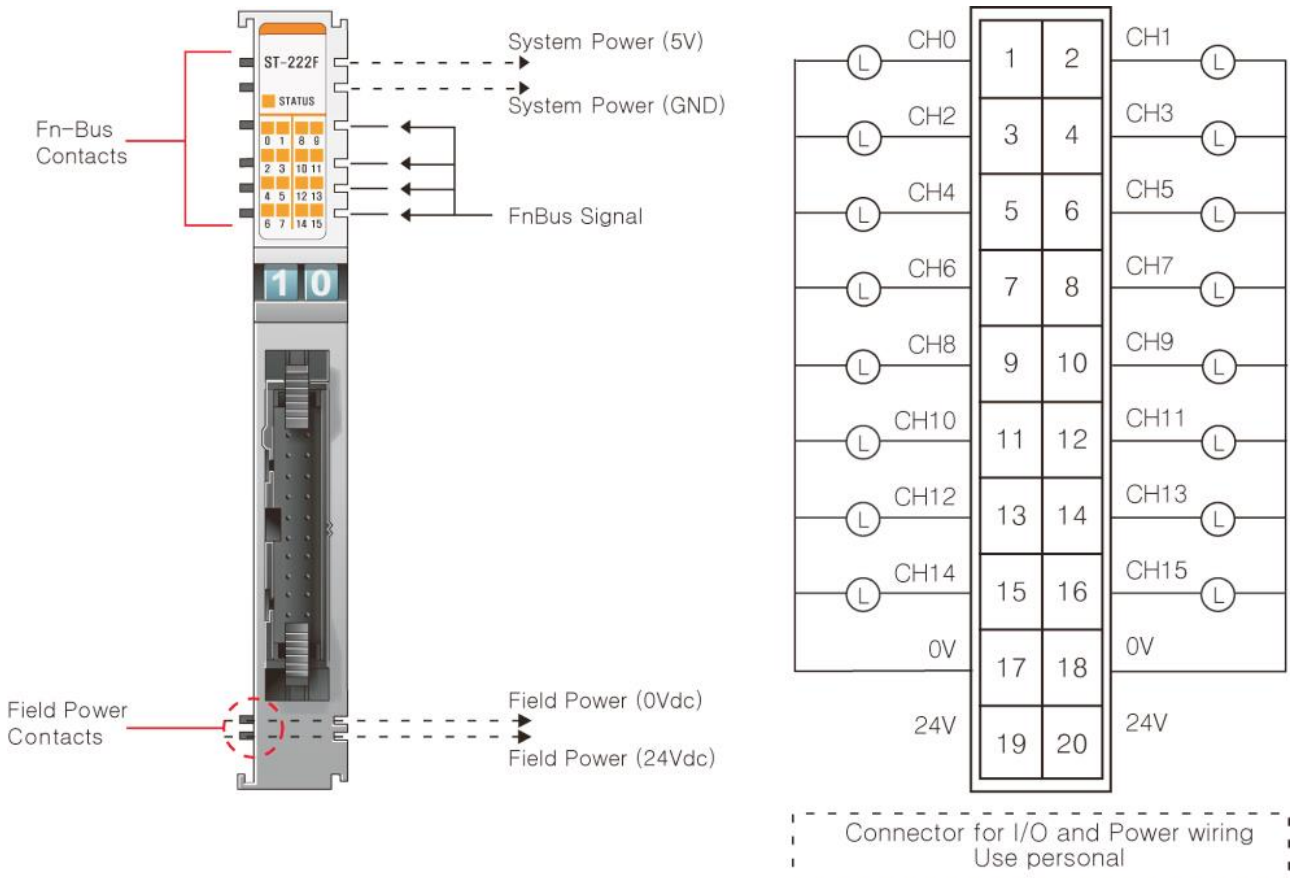 System Power (5V)
System Power (GND)
Fn-Bus
Contacts
FnBus Signal
ST-222F
STATUS
0 1 8 9
2 3 10 11
4 5 12 13
6 7 14 15
1 0
Field Power
Contacts
Field Power (0Vdc)
Field Power (24Vdc)
CH0 1 2 CH1
L L
CH2 3 4 CH3
L L
CH4 5 6 CH5
L L
CH6 7 8 CH7
L L
CH8 9 10 CH9
L L
CH10 11 12 CH11
L L
CH12 13 14 CH13
L L
CH14 15 16 CH15
L L
0V 17 18 0V
24V 19 20 24V
Connector for I/O and Power wiring
Use personal